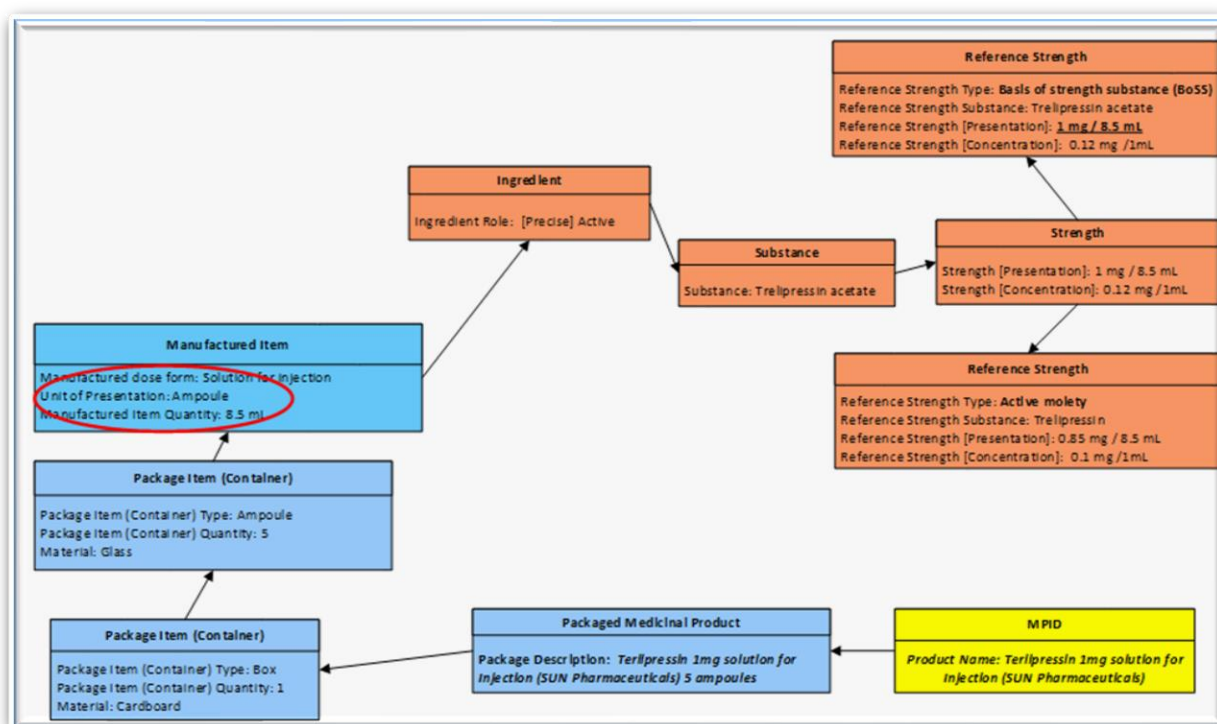 Reference Strength
Reference Strength Type: Basis of strength substance (BoSS)
Reference Strength Substance: Trelipressin acetate
Reference Strength [Presentation]: 1 mg / 8.5 mL
Reference Strength [Concentration]: 0.12 mg /1mL
Ingredient
Ingredient Role: [Precise] Active
Substance
Substance: Trelipressin acetate
Strength
Strength [Presentation]: 1 mg / 8.5 mL
Strength [Concentration]: 0.12 mg /1mL
Manufactured Item
Manufactured dose form: Solution for Injection
Unit of Presentation: Ampoule
Manufactured Item Quantity: 8.5 mL
Reference Strength
Reference Strength Type: Active moiety
Reference Strength Substance: Trelipressin
Reference Strength [Presentation]: 0.85 mg / 8.5 mL
Reference Strength [Concentration]: 0.1 mg /1mL
Package Item (Container)
Package Item (Container) Type: Ampoule
Package Item (Container) Quantity: 5
Material: Glass
Package Item (Container)
Package Item (Container) Type: Box
Package Item (Container) Quantity: 1
Material: Cardboard
Packaged Medicinal Product
Package Description: Terlipressin 1mg solution for
Injection (SUN Pharmaceuticals) 5 ampoules
MPID
Product Name: Terlipressin 1mg solution for
Injection (SUN Pharmaceuticals)